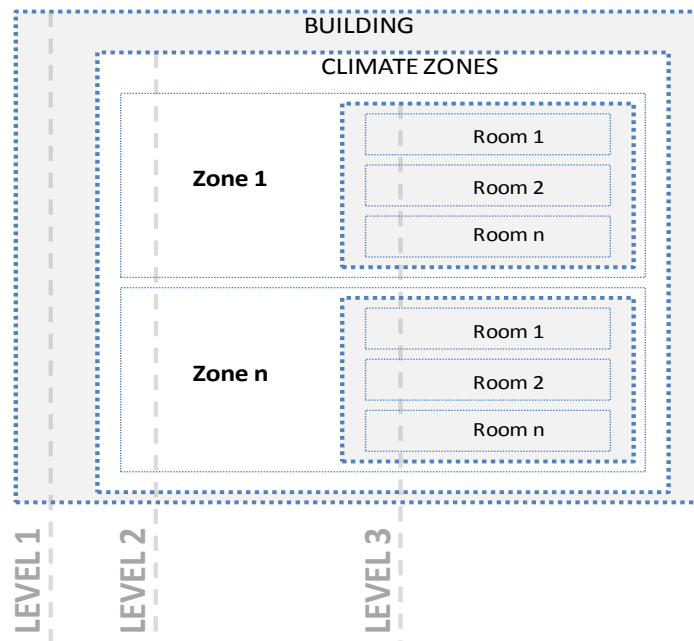 BUILDING
CLIMATE ZONES
Zone 1
Room 1
Room 2
Room n
Zone n
Room 1
Room 2
Room n
LEVEL 1
LEVEL 2
LEVEL 3